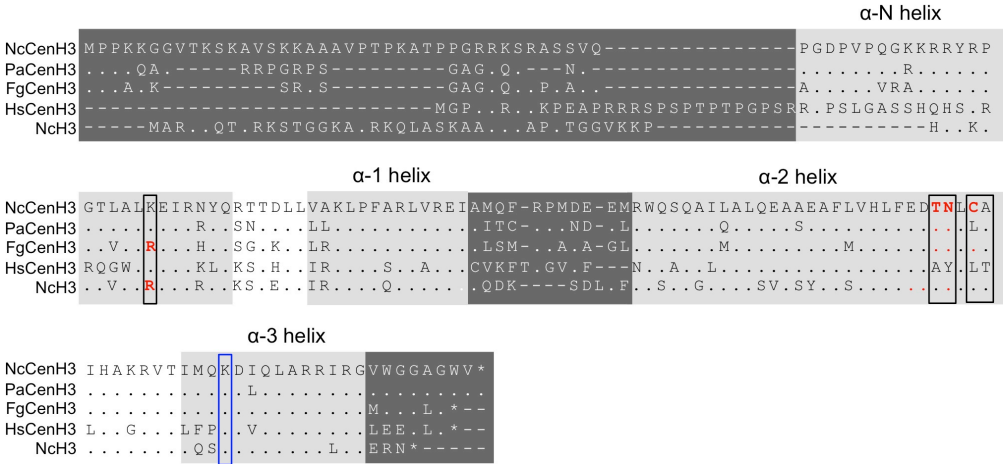 α-N helix
NcCenH3 MPPKKGGVTKSKAVSKKAAAVPTPKATPPGRRKSRASSVQ----------------PGDPVPQGKKRRYRP
PaCenH3 ....QA.-----RRPGRPS---------GAG.Q.--.N.-----------------........R......
FgCenH3 ...A.K---------SR.S---------GAG..Q..P.A.----------------A.....VRA......
HsCenH3 ---------------------------MGP..R..KPEAPRRRSPSPTPTPGPSRR.PSLGASSHQHS.R
NcH3 -----MAR..QT.RKSTGGKA.RKQLASKAA...AP.TGGVKKP-------------------------H..K.
α-1 helix
α-2 helix
NcCenH3 GTLALKEIRNYQRTTDLLVAKLPFARLVREIAMQF-RPMDE-EMRWQSQAILALQEAAEAFLVHLFEDTNLCA
PaCenH3 .........R..SN....LL...........ITC-...ND-.L......Q.....S.............L.
FgCenH3 ..V..R...H..SG.K..LR...........LSM-..A.A-GL......M.........M...........
HsCenH3 RQGW.....KL.KS.H..IR....S..A..CVKFT.GV.F---N..A..L................AY.LT
NcH3 ..V..R...R..KS.E..IR....Q......QDK----SDL.F..S..G....SV.SY..S...........
α-3 helix
NcCenH3 IHAKRVTIMQKDIQLARRIRGVWGGAGWV*
PaCenH3 .............L................
FgCenH3 .....................M...L.*--
HsCenH3 L..G...LFP..V........LEE.L.*--
NcH3 ........QS.........L..ERN*-----